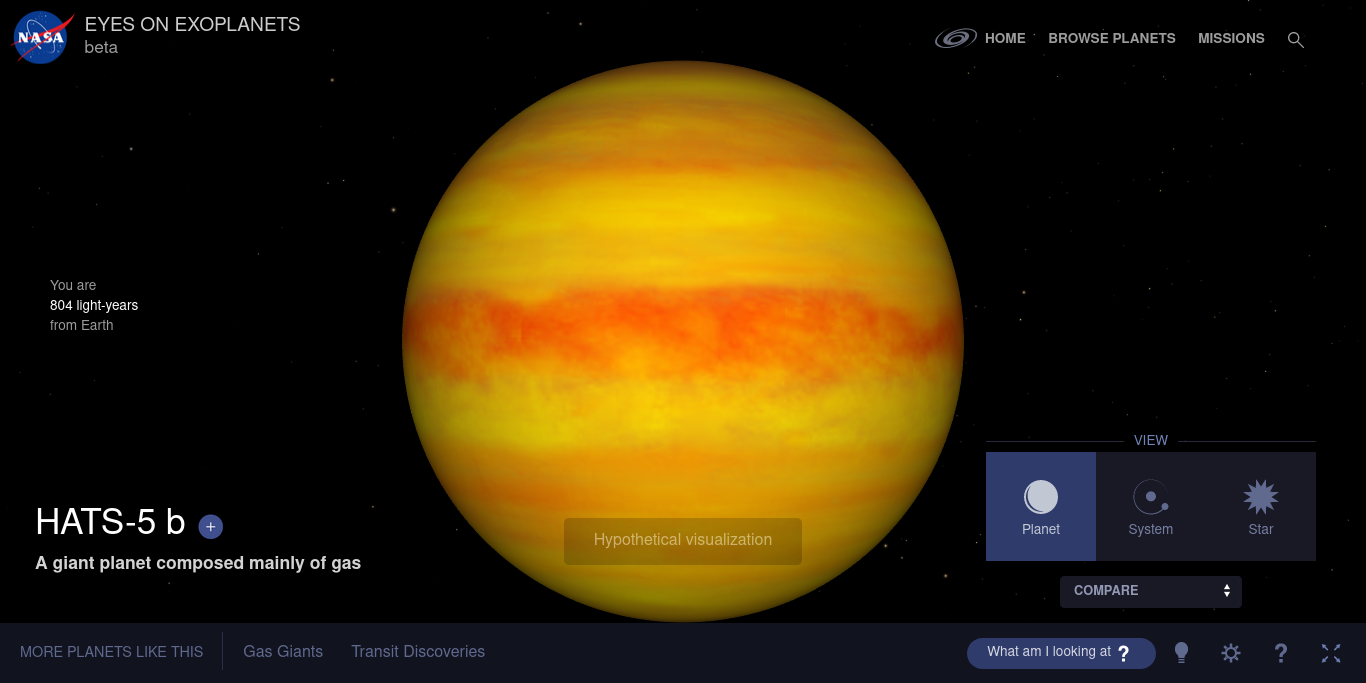 NASA
EYES ON EXOPLANETS
beta
HOME
BROWSE PLANETS
MISSIONS
You are
804 light-years
from Earth
HATS-5 b +
A giant planet composed mainly of gas
Hypothetical visualization
VIEW
Planet
System
Star
COMPARE
MORE PLANETS LIKE THIS
Gas Giants
Transit Discoveries
What am I looking at ?
?